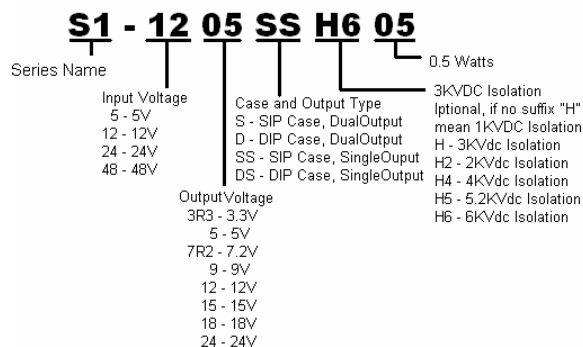 S1 - 12 05 SS H6 05
Series Name
Input Voltage
5 - 5V
12 - 12V
24 - 24V
48 - 48V
Output Voltage
3R3 - 3.3V
5 - 5V
7R2 - 7.2V
9 - 9V
12 - 12V
15 - 15V
18 - 18V
24 - 24V
Case and Output Type
S - SIP Case, DualOutput
D - DIP Case, DualOutput
SS - SIP Case, SingleOuput
DS - DIP Case, SingleOutput
0.5 Watts
3KVDC Isolation
Iptional, if no suffix "H"
mean 1KVDC Isolation
H - 3KVdc Isolation
H2 - 2KVdc Isolation
H4 - 4KVdc Isolation
H5 - 5.2KVdc Isolation
H6 - 6KVdc Isolation